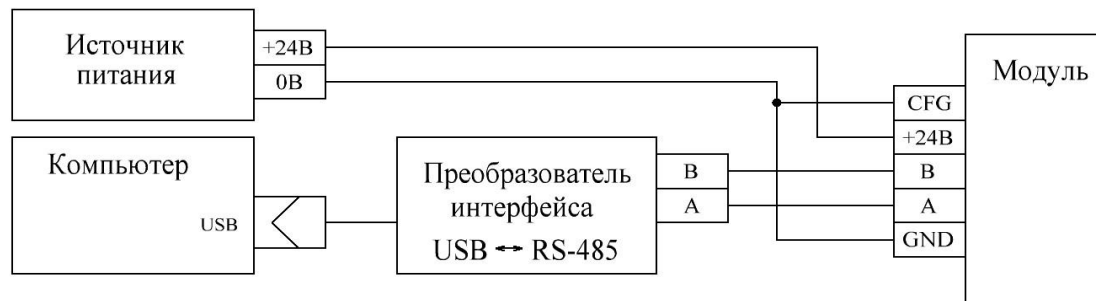 Источник
питания
+24В
0В
Модуль
CFG
+24В
B
A
GND
Компьютер
USB
Преобразователь
интерфейса
USB ↔ RS-485
B
A